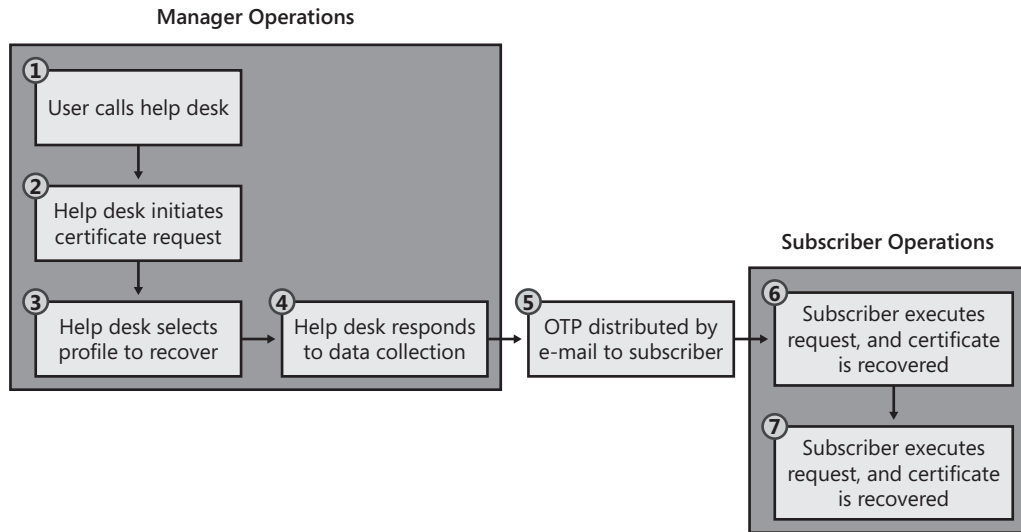 Manager Operations
1
User calls help desk
2
Help desk initiates
certificate request
3
Help desk selects
profile to recover
4
Help desk responds
to data collection
5
OTP distributed by
e-mail to subscriber
Subscriber Operations
6
Subscriber executes
request, and certificate
is recovered
7
Subscriber executes
request, and certificate
is recovered